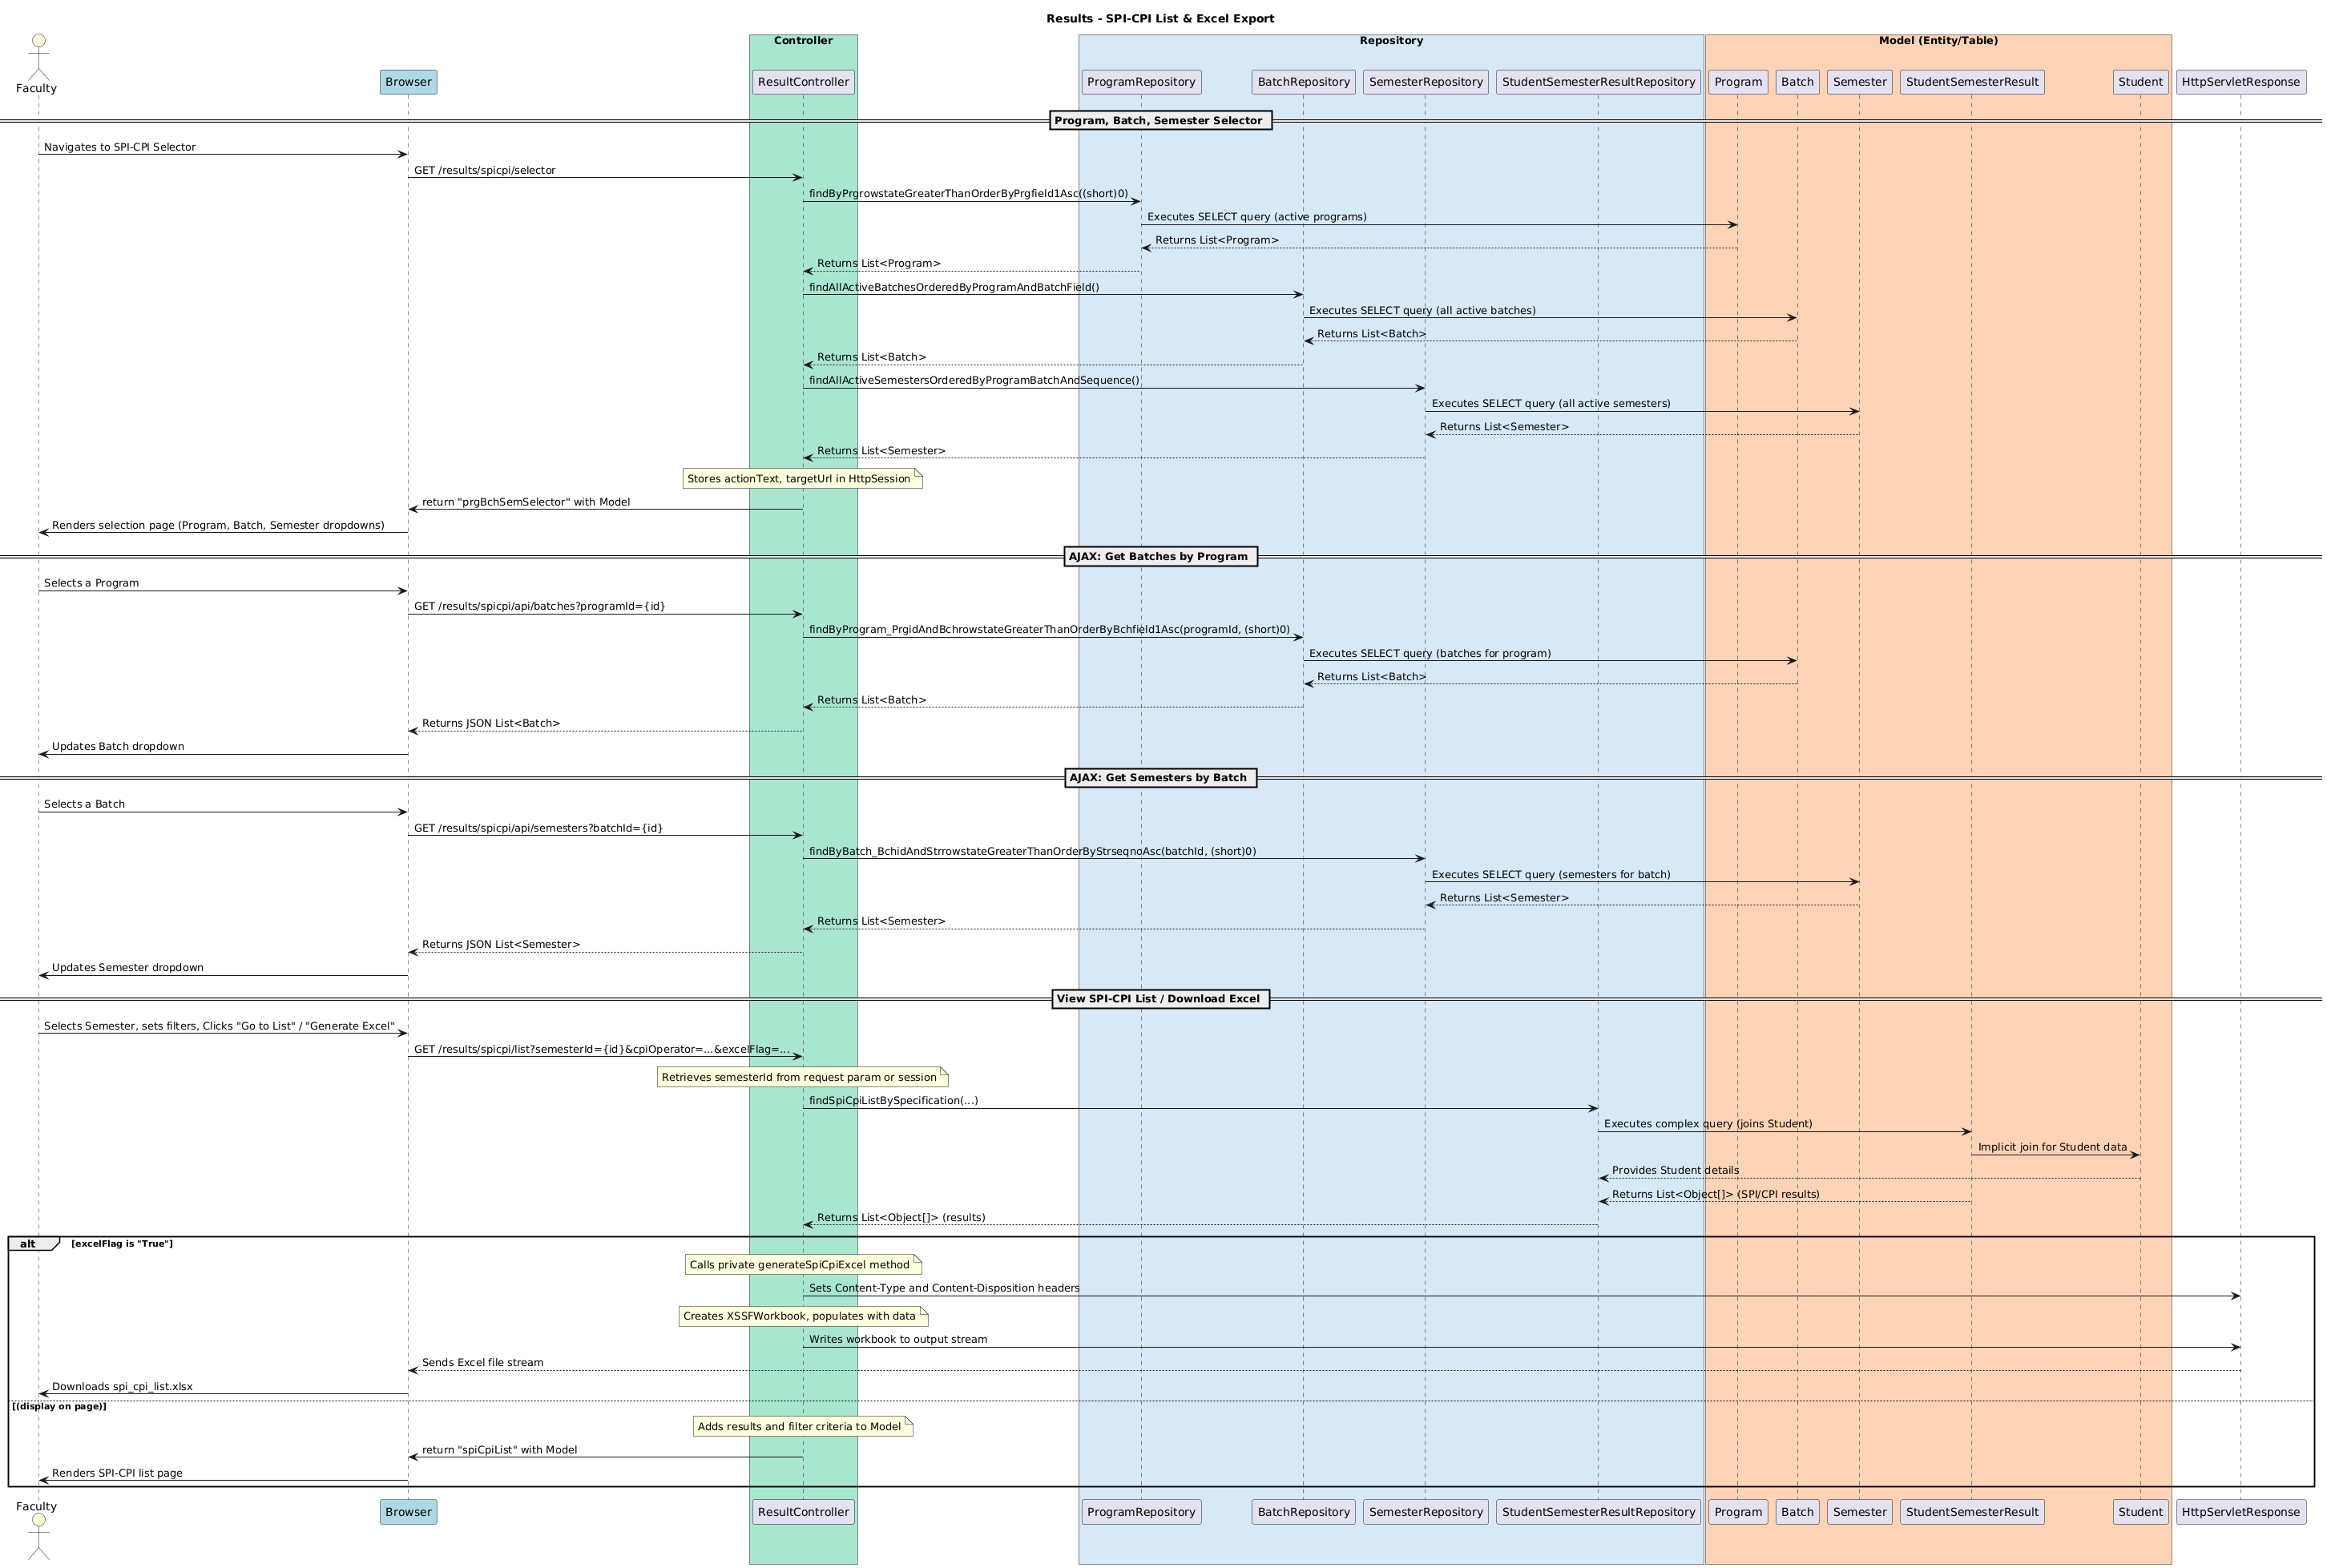 Results - SPI-CPI List & Excel Export
Controller
Repository
Model (Entity/Table)
Faculty
Browser
ResultController
ProgramRepository
BatchRepository
SemesterRepository
StudentSemesterResultRepository
Program
Batch
Semester
StudentSemesterResult
Student
HttpServletResponse
Program, Batch, Semester Selector
Navigates to SPI-CPI Selector
GET /results/spicpi/selector
findByPrgrowstateGreaterThanOrderByPrgfield1Asc((short)0)
Executes SELECT query (active programs)
Returns List<Program>
Returns List<Program>
findAllActiveBatchesOrderedByProgramAndBatchField()
Executes SELECT query (all active batches)
Returns List<Batch>
Returns List<Batch>
findAllActiveSemestersOrderedByProgramBatchAndSequence()
Executes SELECT query (all active semesters)
Returns List<Semester>
Returns List<Semester>
Stores actionText, targetUrl in HttpSession
return "prgBchSemSelector" with Model
Renders selection page (Program, Batch, Semester dropdowns)
AJAX: Get Batches by Program
Selects a Program
GET /results/spicpi/api/batches?programId={id}
findByProgram_PrgidAndBchrowstateGreaterThanOrderByBchfield1Asc(programId, (short)0)
Executes SELECT query (batches for program)
Returns List<Batch>
Returns List<Batch>
Returns JSON List<Batch>
Updates Batch dropdown
AJAX: Get Semesters by Batch
Selects a Batch
GET /results/spicpi/api/semesters?batchId={id}
findByBatch_BchidAndStrrowstateGreaterThanOrderByStrseqnoAsc(batchId, (short)0)
Executes SELECT query (semesters for batch)
Returns List<Semester>
Returns List<Semester>
Returns JSON List<Semester>
Updates Semester dropdown
View SPI-CPI List / Download Excel
Selects Semester, sets filters, Clicks "Go to List" / "Generate Excel"
GET /results/spicpi/list?semesterId={id}&cpiOperator=...&excelFlag=...
Retrieves semesterId from request param or session
findSpiCpiListBySpecification(...)
Executes complex query (joins Student)
Implicit join for Student data
Provides Student details
Returns List<Object[]> (SPI/CPI results)
Returns List<Object[]> (results)
alt [excelFlag is "True"]
Calls private generateSpiCpiExcel method
Sets Content-Type and Content-Disposition headers
Creates XSSFWorkbook, populates with data
Writes workbook to output stream
Sends Excel file stream
Downloads spi_cpi_list.xlsx
[(display on page)]
Adds results and filter criteria to Model
return "spiCpiList" with Model
Renders SPI-CPI list page
Faculty
Browser
ResultController
ProgramRepository
BatchRepository
SemesterRepository
StudentSemesterResultRepository
Program
Batch
Semester
StudentSemesterResult
Student
HttpServletResponse